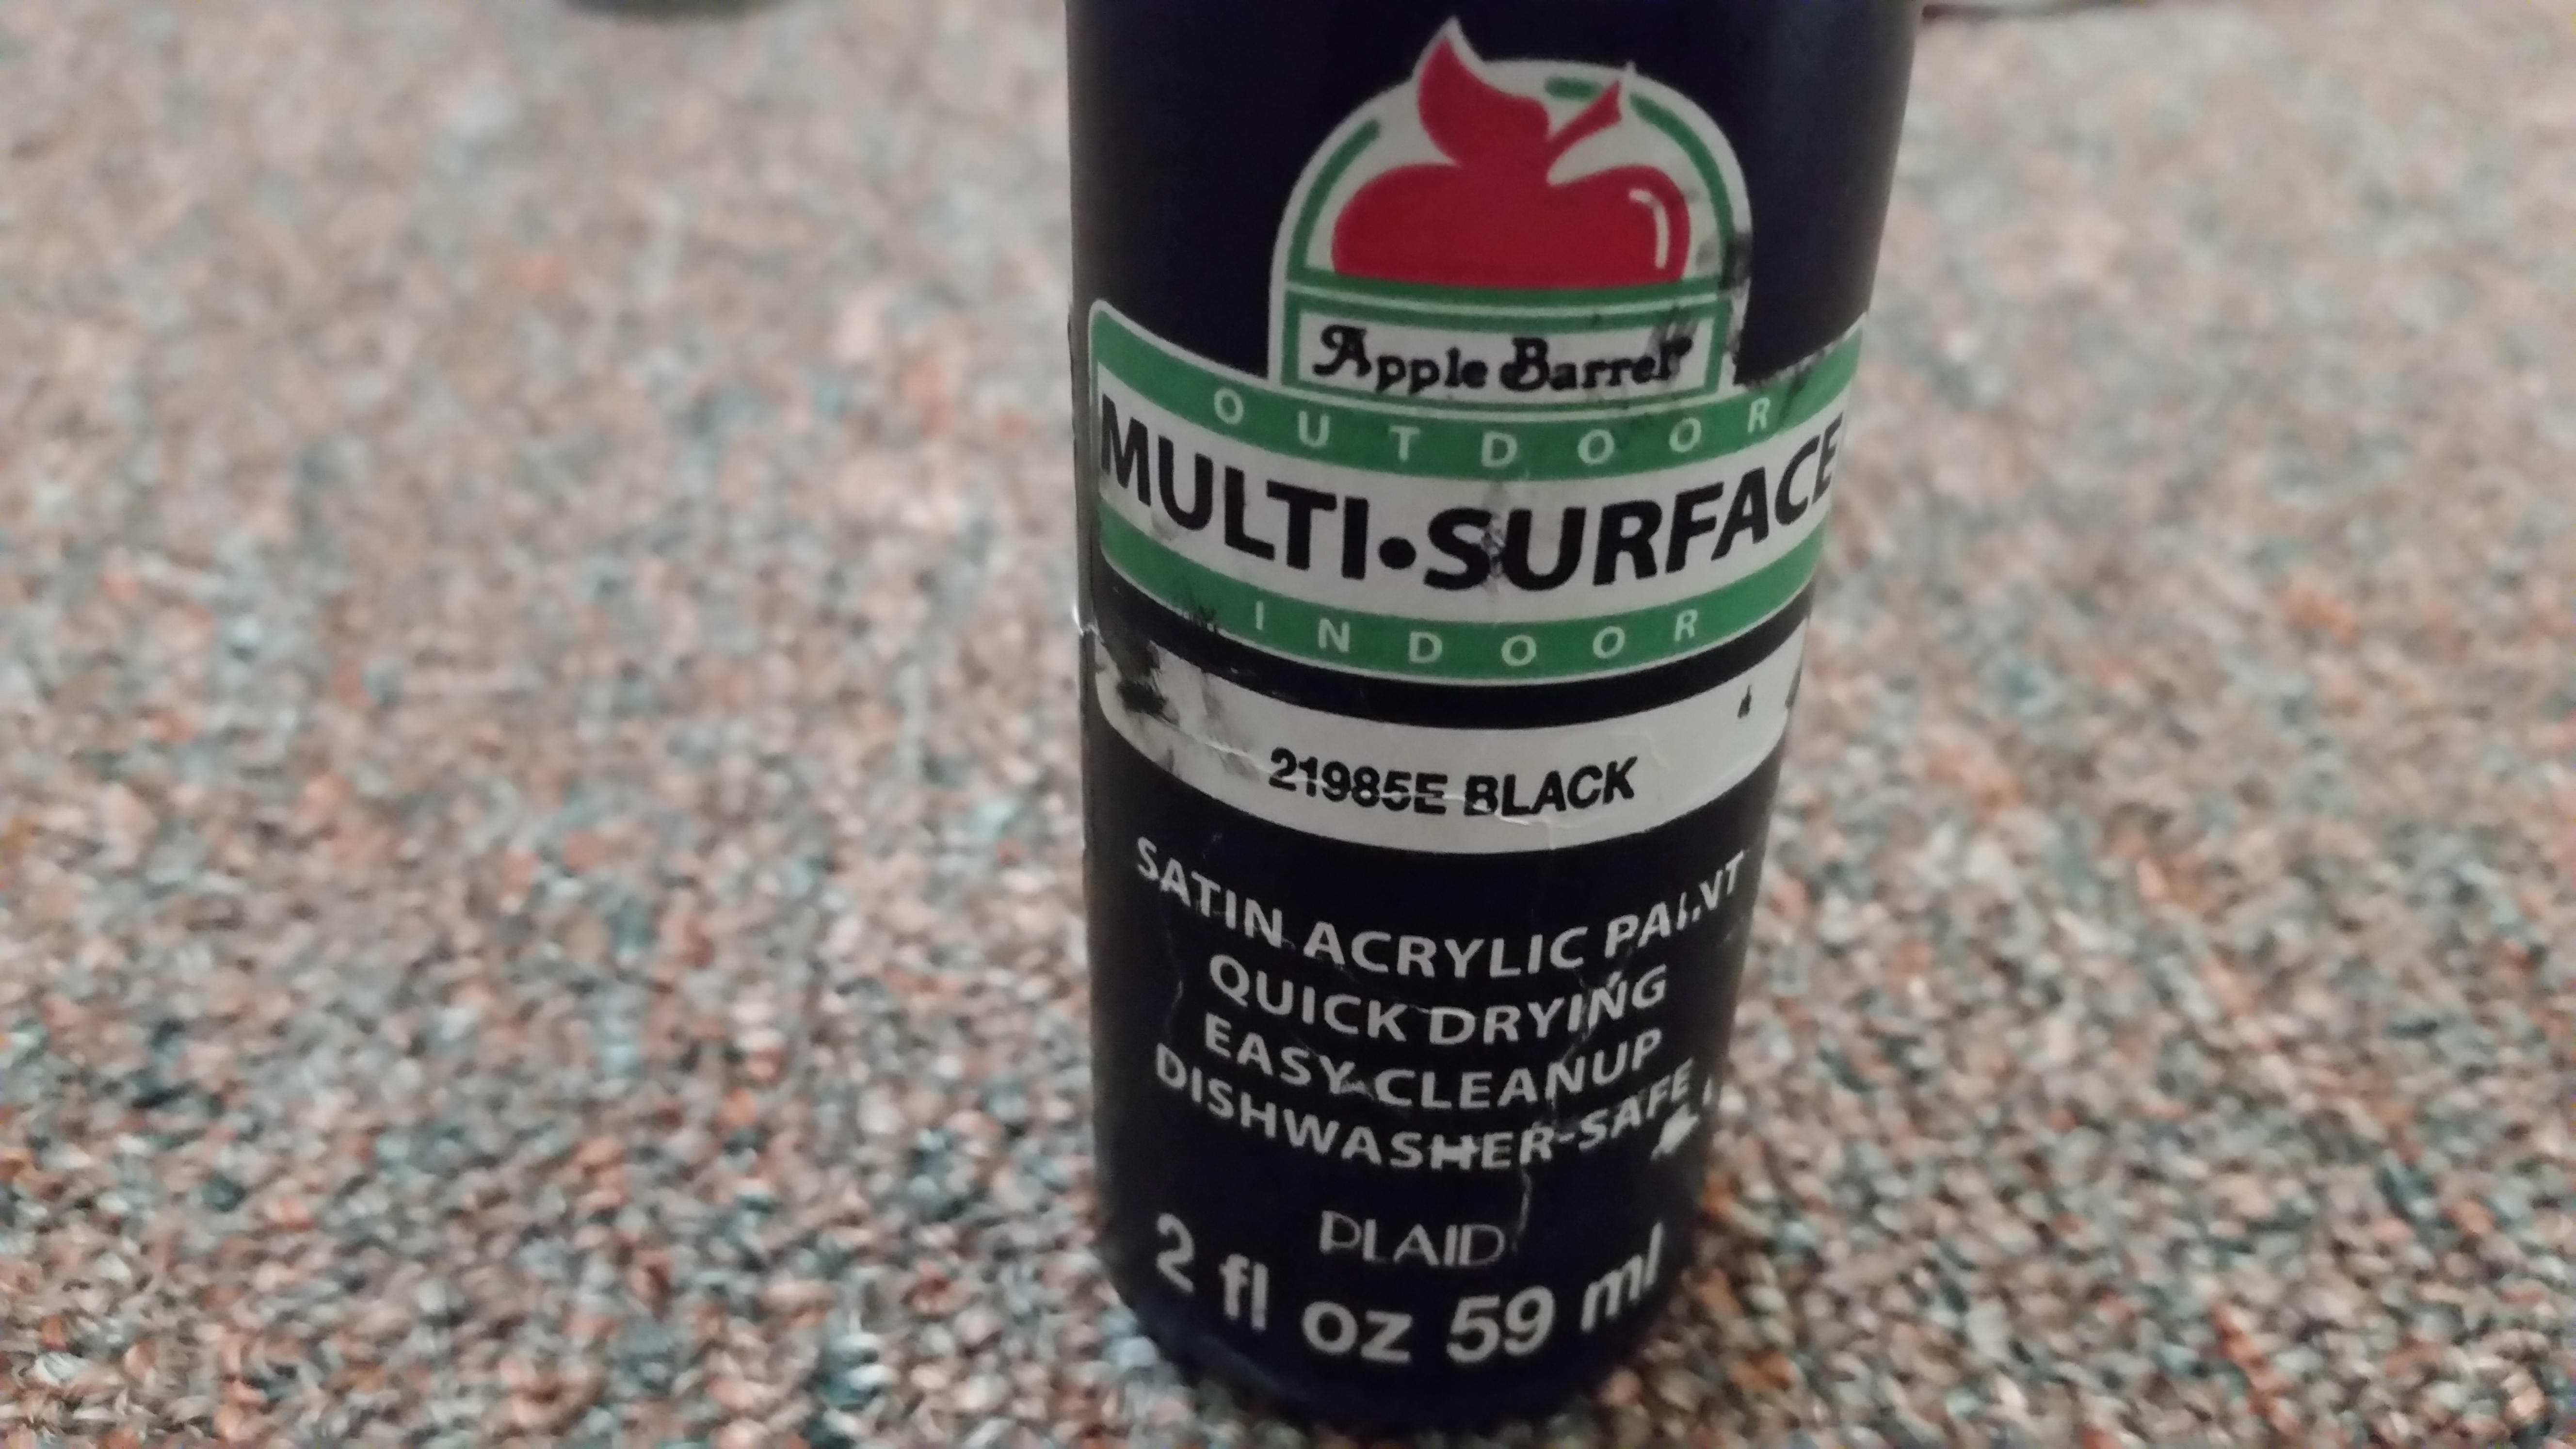 Apple Barrel
OUTDOOR
MULTI•SURFACE
INDOOR
21985E BLACK
SATIN ACRYLIC PAINT
QUICK DRYING
EASY CLEANUP
DISHWASHER-SAFE
PLAID
2 fl oz 59 ml